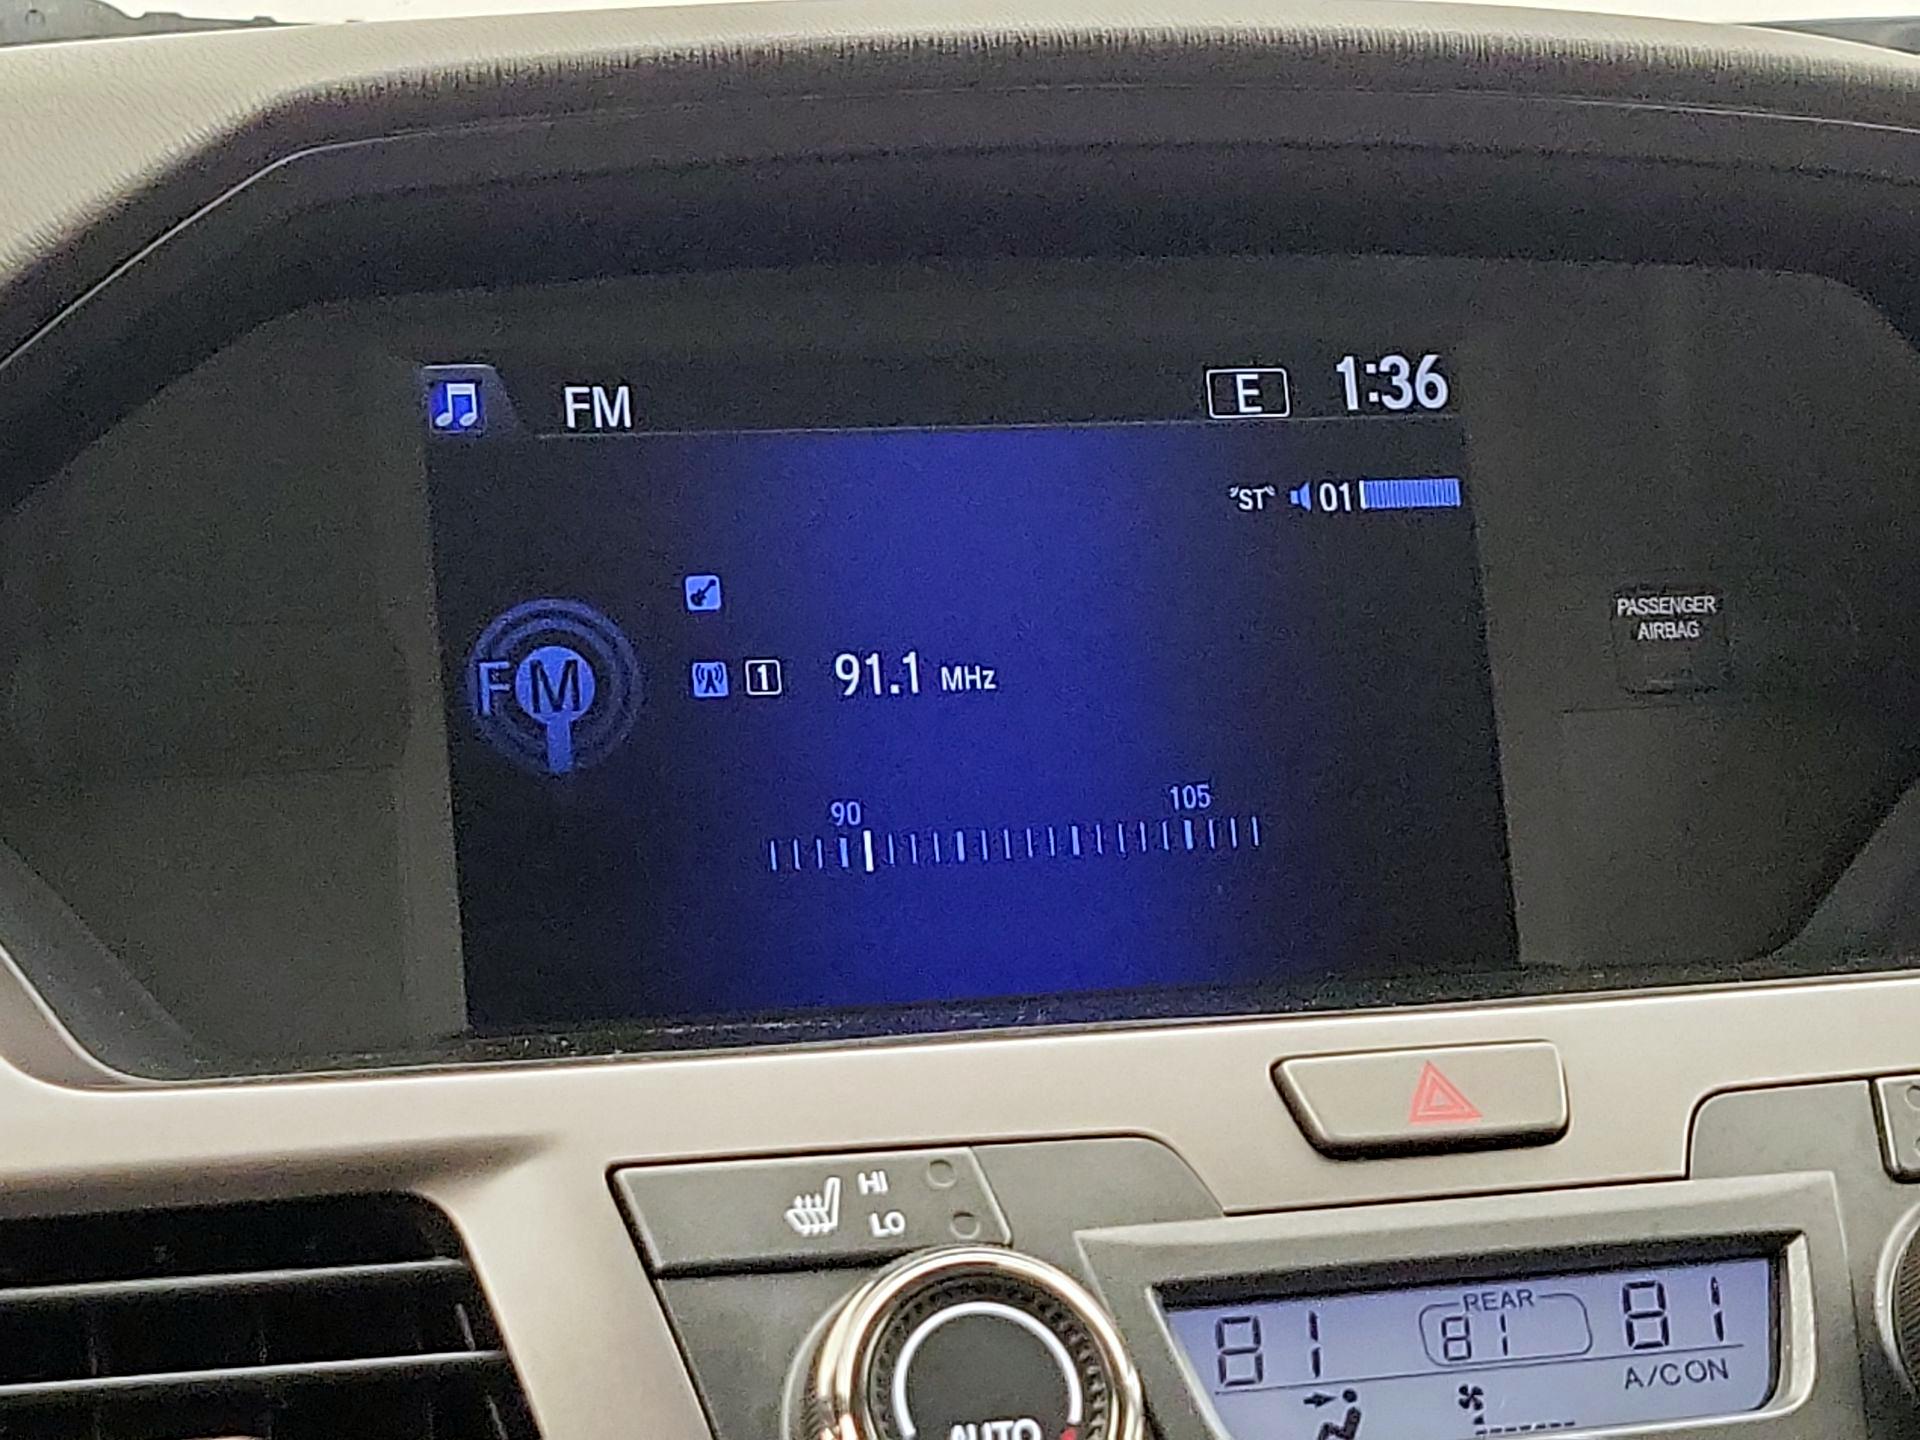 FM E 1:36
"ST" 01
PASSENGER
AIRBAG
FM 1 91.1 MHz
90 105
HI
LO
AUTO
81 REAR 81 81
A/C ON